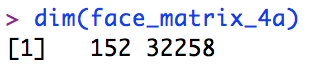 > dim(face_matrix_4a)
[1]   152 32258